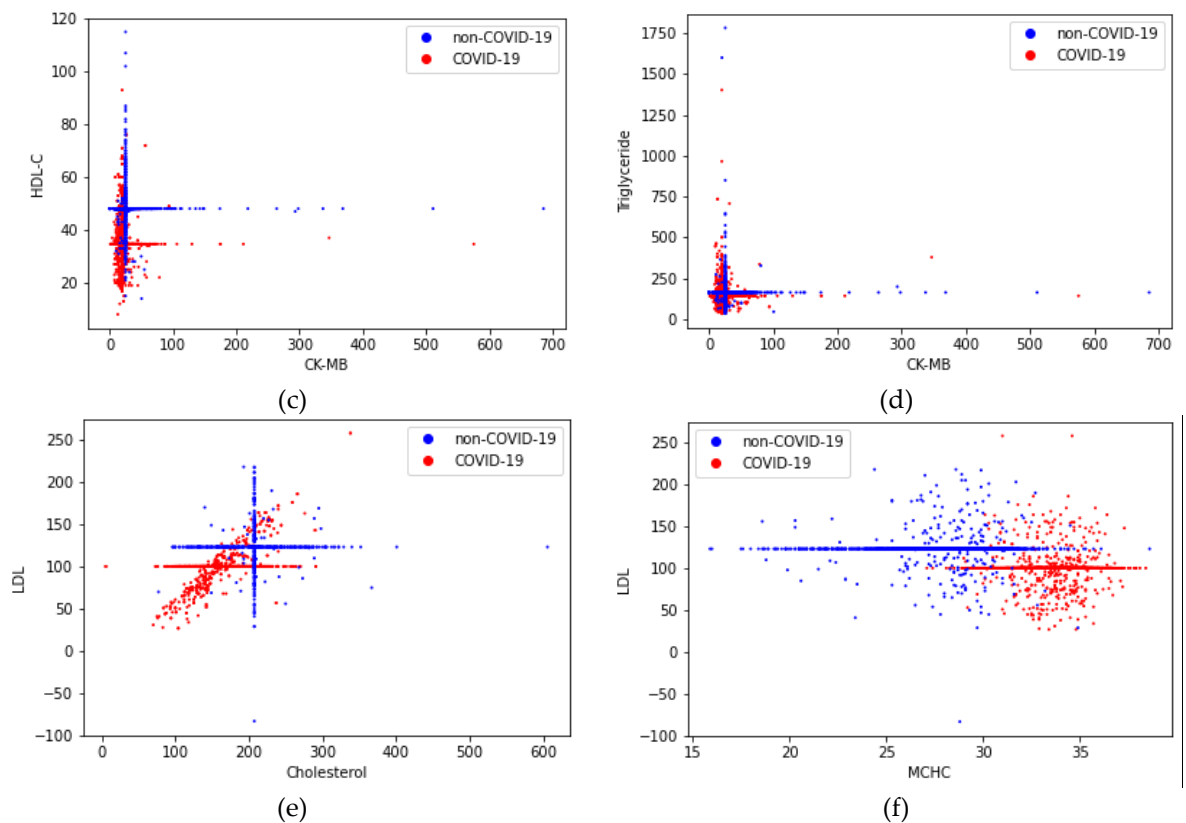 120
100
80
60
40
20
HDL-C
0 100 200 300 400 500 600 700
CK-MB
non-COVID-19
COVID-19
(c)
1750
1500
1250
1000
750
500
250
0
Triglyceride
0 100 200 300 400 500 600 700
CK-MB
non-COVID-19
COVID-19
(d)
250
200
150
100
50
0
−50
−100
LDL
0 100 200 300 400 500 600
Cholesterol
non-COVID-19
COVID-19
(e)
250
200
150
100
50
0
−50
−100
LDL
15 20 25 30 35
MCHC
non-COVID-19
COVID-19
(f)